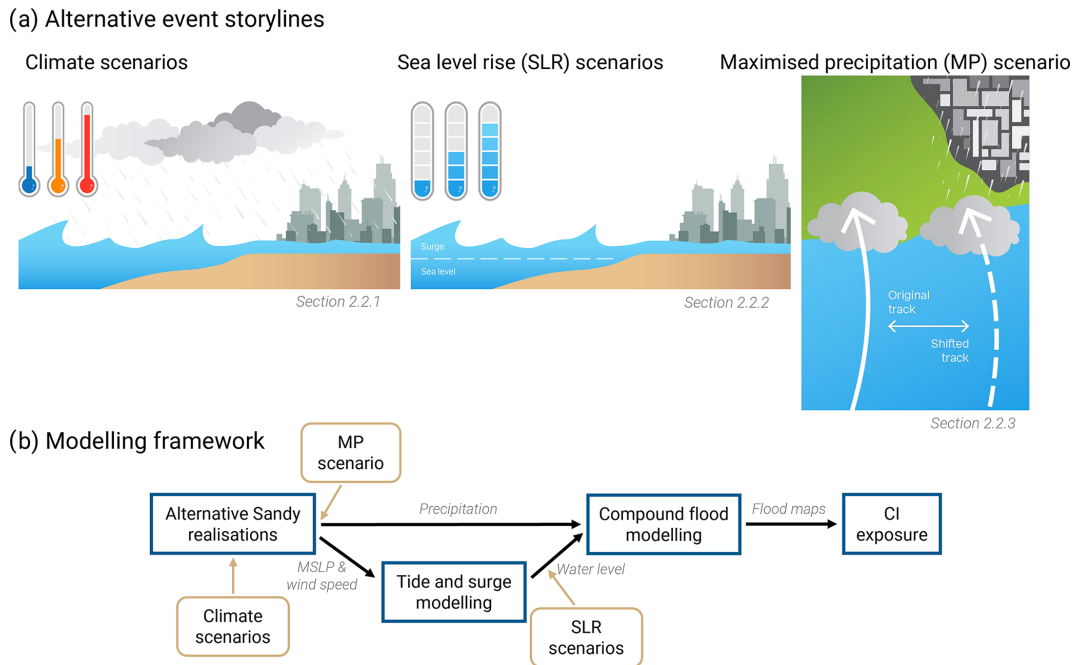 (a) Alternative event storylines
Climate scenarios
Sea level rise (SLR) scenarios
Maximised precipitation (MP) scenario
Surge
Sea level
Original
track
Shifted
track
Section 2.2.1
Section 2.2.2
Section 2.2.3
(b) Modelling framework
MP
scenario
Alternative Sandy
realisations
Precipitation
Compound flood
modelling
Flood maps
CI
exposure
MSLP &
wind speed
Tide and surge
modelling
Water level
Climate
scenarios
SLR
scenarios